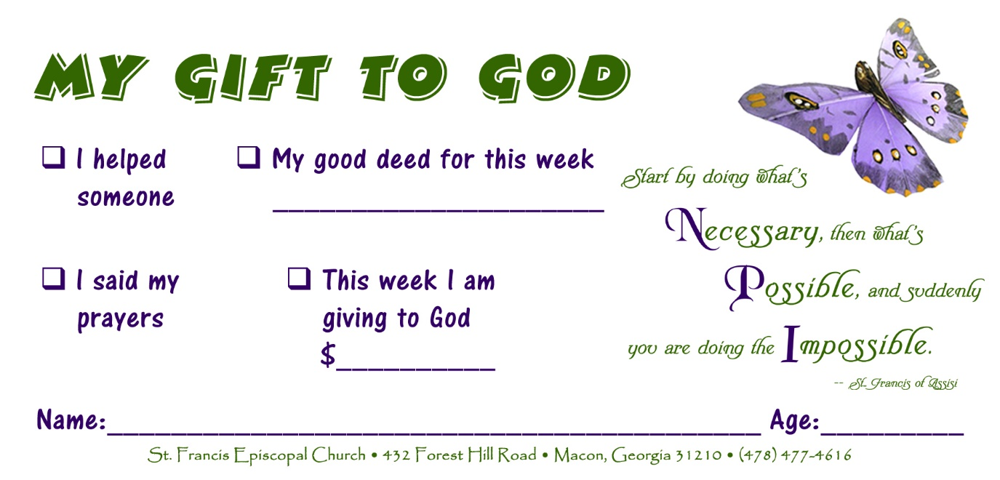 MY GIFT TO GOD
❑ I helped
someone
❑ My good deed for this week
_______________________
❑ I said my
prayers
❑ This week I am
giving to God
$___________
Start by doing what's
Necessary, then what's
Possible, and suddenly
you are doing the Impossible.
-- St. Francis of Assisi
Name:_____________________________________________ Age:__________
St. Francis Episcopal Church • 432 Forest Hill Road • Macon, Georgia 31210 • (478) 477-4616